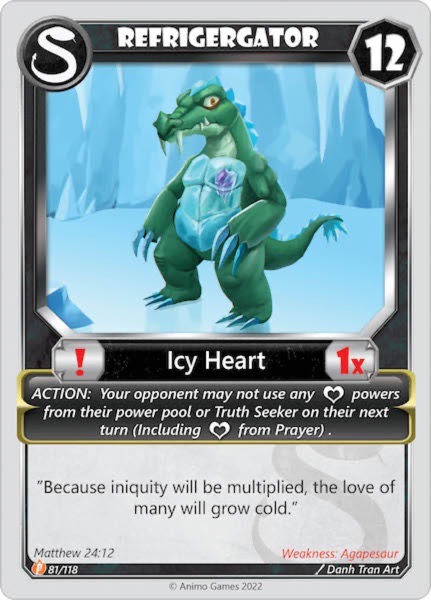 S
REFRIGERGATOR
12
! Icy Heart 1x
ACTION: Your opponent may not use any ♡ powers
from their power pool or Truth Seeker on their next
turn (Including ♡ from Prayer) .
"Because iniquity will be multiplied, the love of
many will grow cold."
Matthew 24:12
Weakness: Agapesaur
81/118
Danh Tran Art
© Animo Games 2022